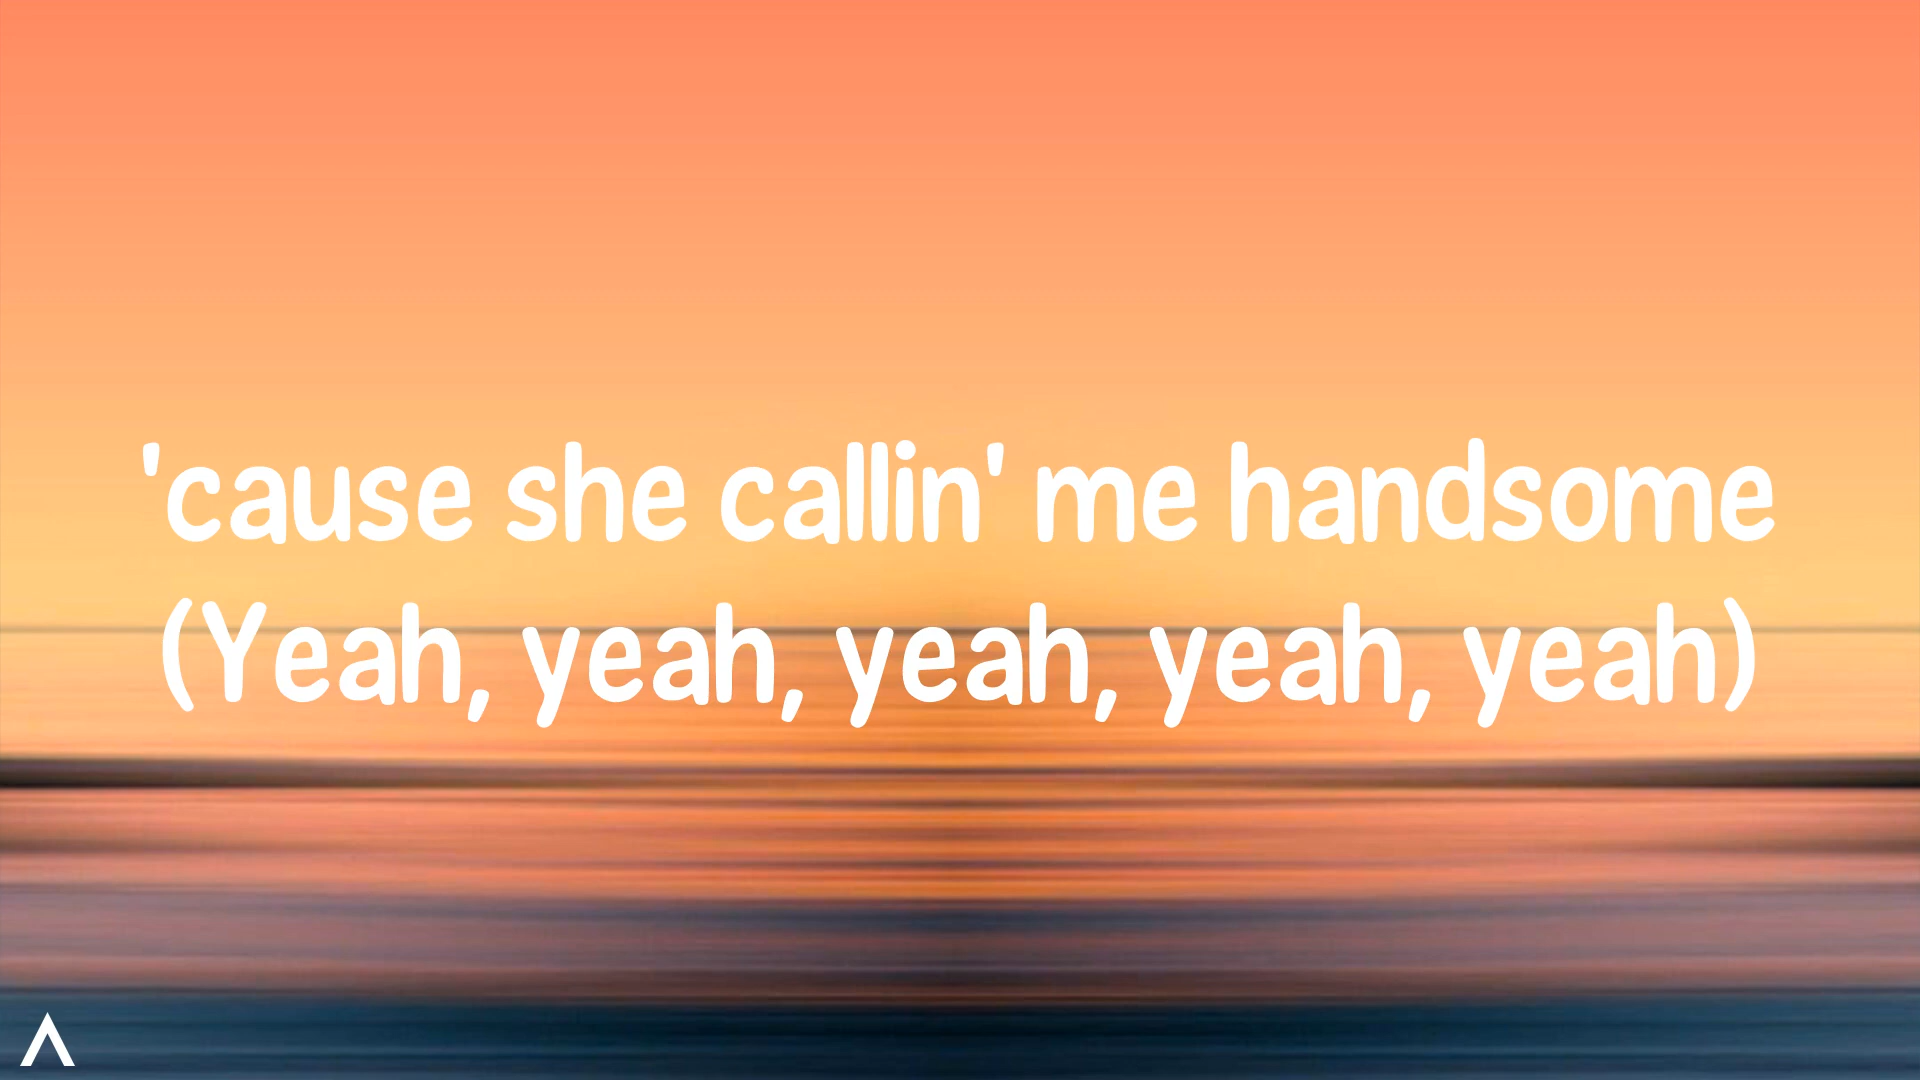 'cause she callin' me handsome
(Yeah, yeah, yeah, yeah, yeah)